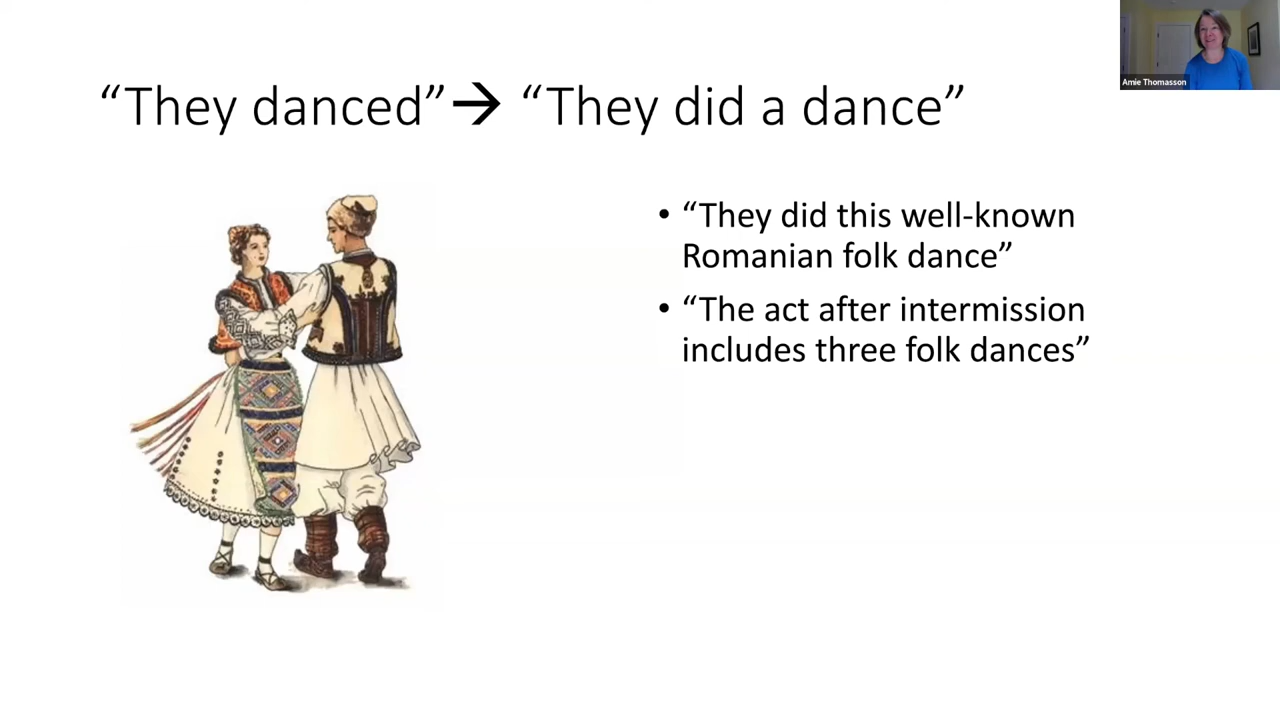 Amie Thomasson
“They danced”→ “They did a dance”
• “They did this well-known
Romanian folk dance”
• “The act after intermission
includes three folk dances”